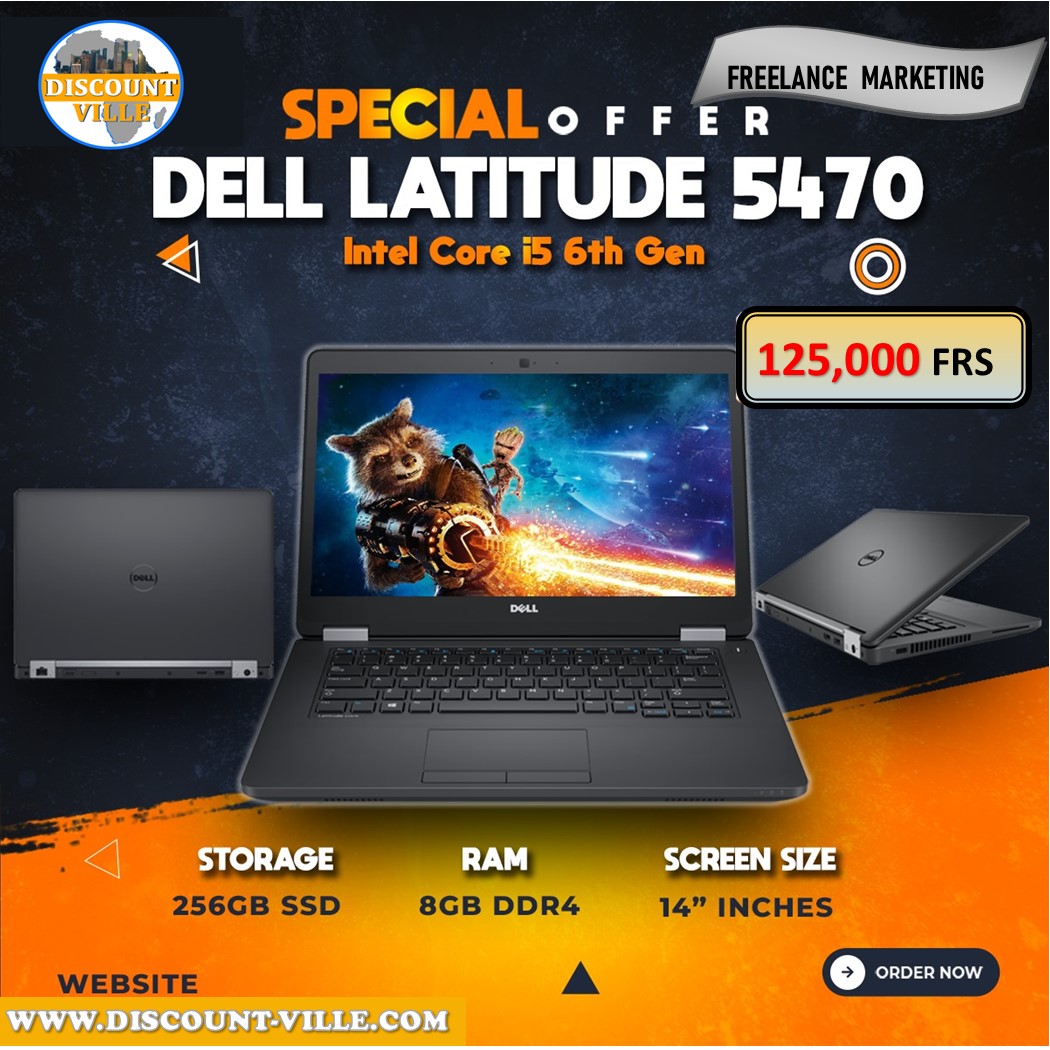 DISCOUNT
VILLE
FREELANCE MARKETING
SPECIAL OFFER
DELL LATITUDE 5470
Intel Core i5 6th Gen
125,000 FRS
DELL
DELL
DELL
STORAGE
RAM
SCREEN SIZE
256GB SSD
8GB DDR4
14” INCHES
WEBSITE
ORDER NOW
WWW.DISCOUNT-VILLE.COM